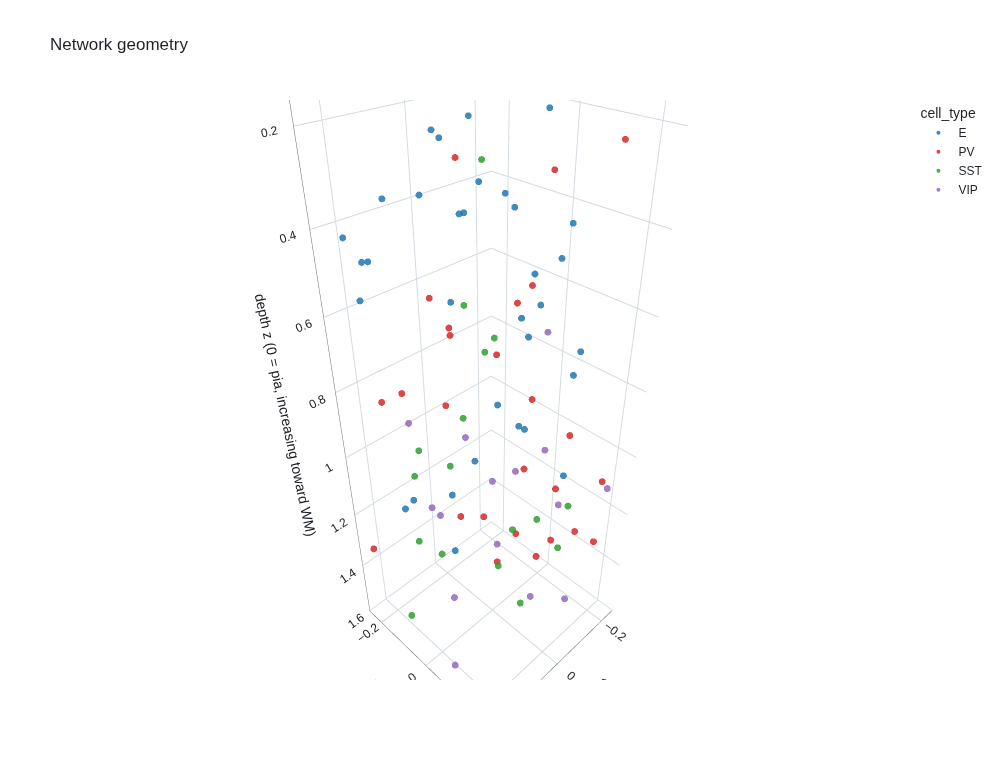 Network geometry
cell_type
E
PV
SST
VIP
0.2
0.4
0.6
0.8
1
1.2
1.4
1.6
depth z (0 = pia, increasing toward WM)
−0.2
0
−0.2
0